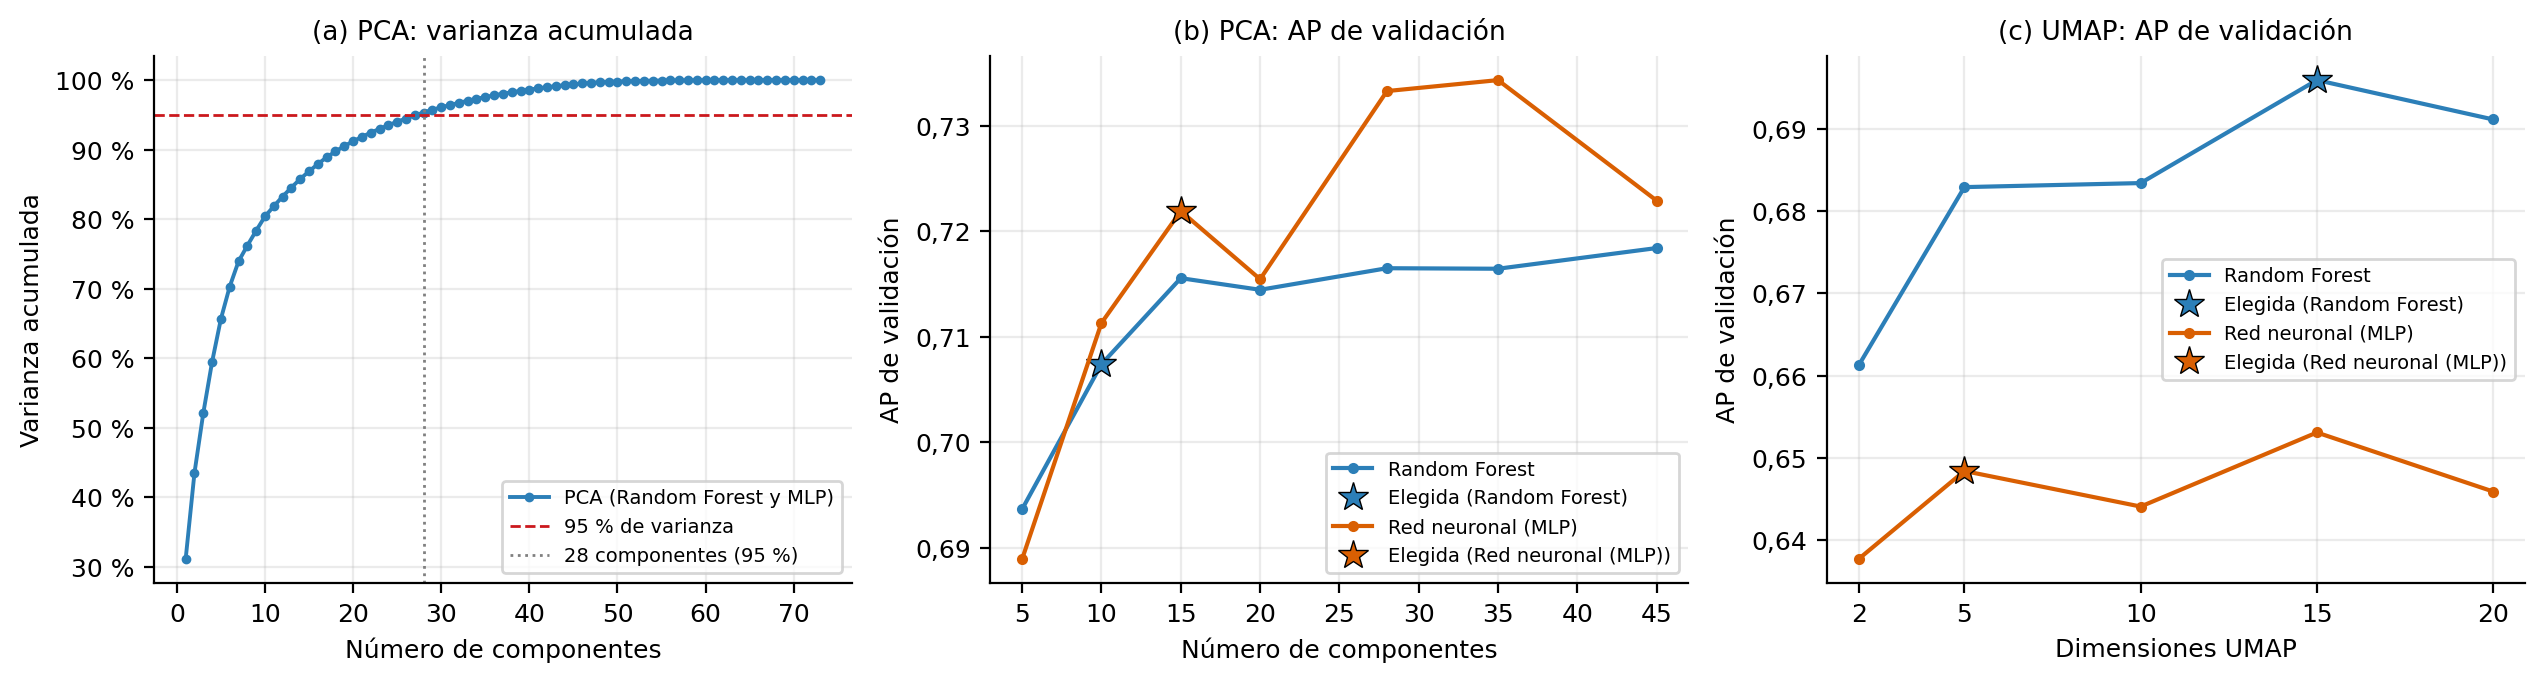 (a) PCA: varianza acumulada
Varianza acumulada
100 %
90 %
80 %
70 %
60 %
50 %
40 %
30 %
PCA (Random Forest y MLP)
95 % de varianza
28 componentes (95 %)
0 10 20 30 40 50 60 70
Número de componentes
(b) PCA: AP de validación
AP de validación
0,73
0,72
0,71
0,70
0,69
Random Forest
Elegida (Random Forest)
Red neuronal (MLP)
Elegida (Red neuronal (MLP))
5 10 15 20 25 30 35 40 45
Número de componentes
(c) UMAP: AP de validación
AP de validación
0,69
0,68
0,67
0,66
0,65
0,64
Random Forest
Elegida (Random Forest)
Red neuronal (MLP)
Elegida (Red neuronal (MLP))
2 5 10 15 20
Dimensiones UMAP